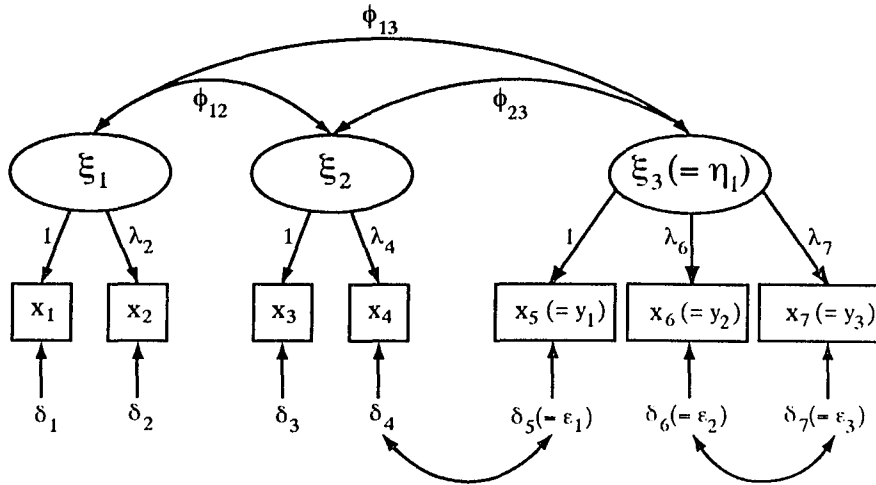 ϕ13
ϕ12 ϕ23
ξ1 ξ2 ξ3 (= η1)
1 λ2 1 λ4 1 λ6 λ7
x1 x2 x3 x4 x5 (= y1) x6 (= y2) x7 (= y3)
δ1 δ2 δ3 δ4 δ5(= ε1) δ6(= ε2) δ7(= ε3)